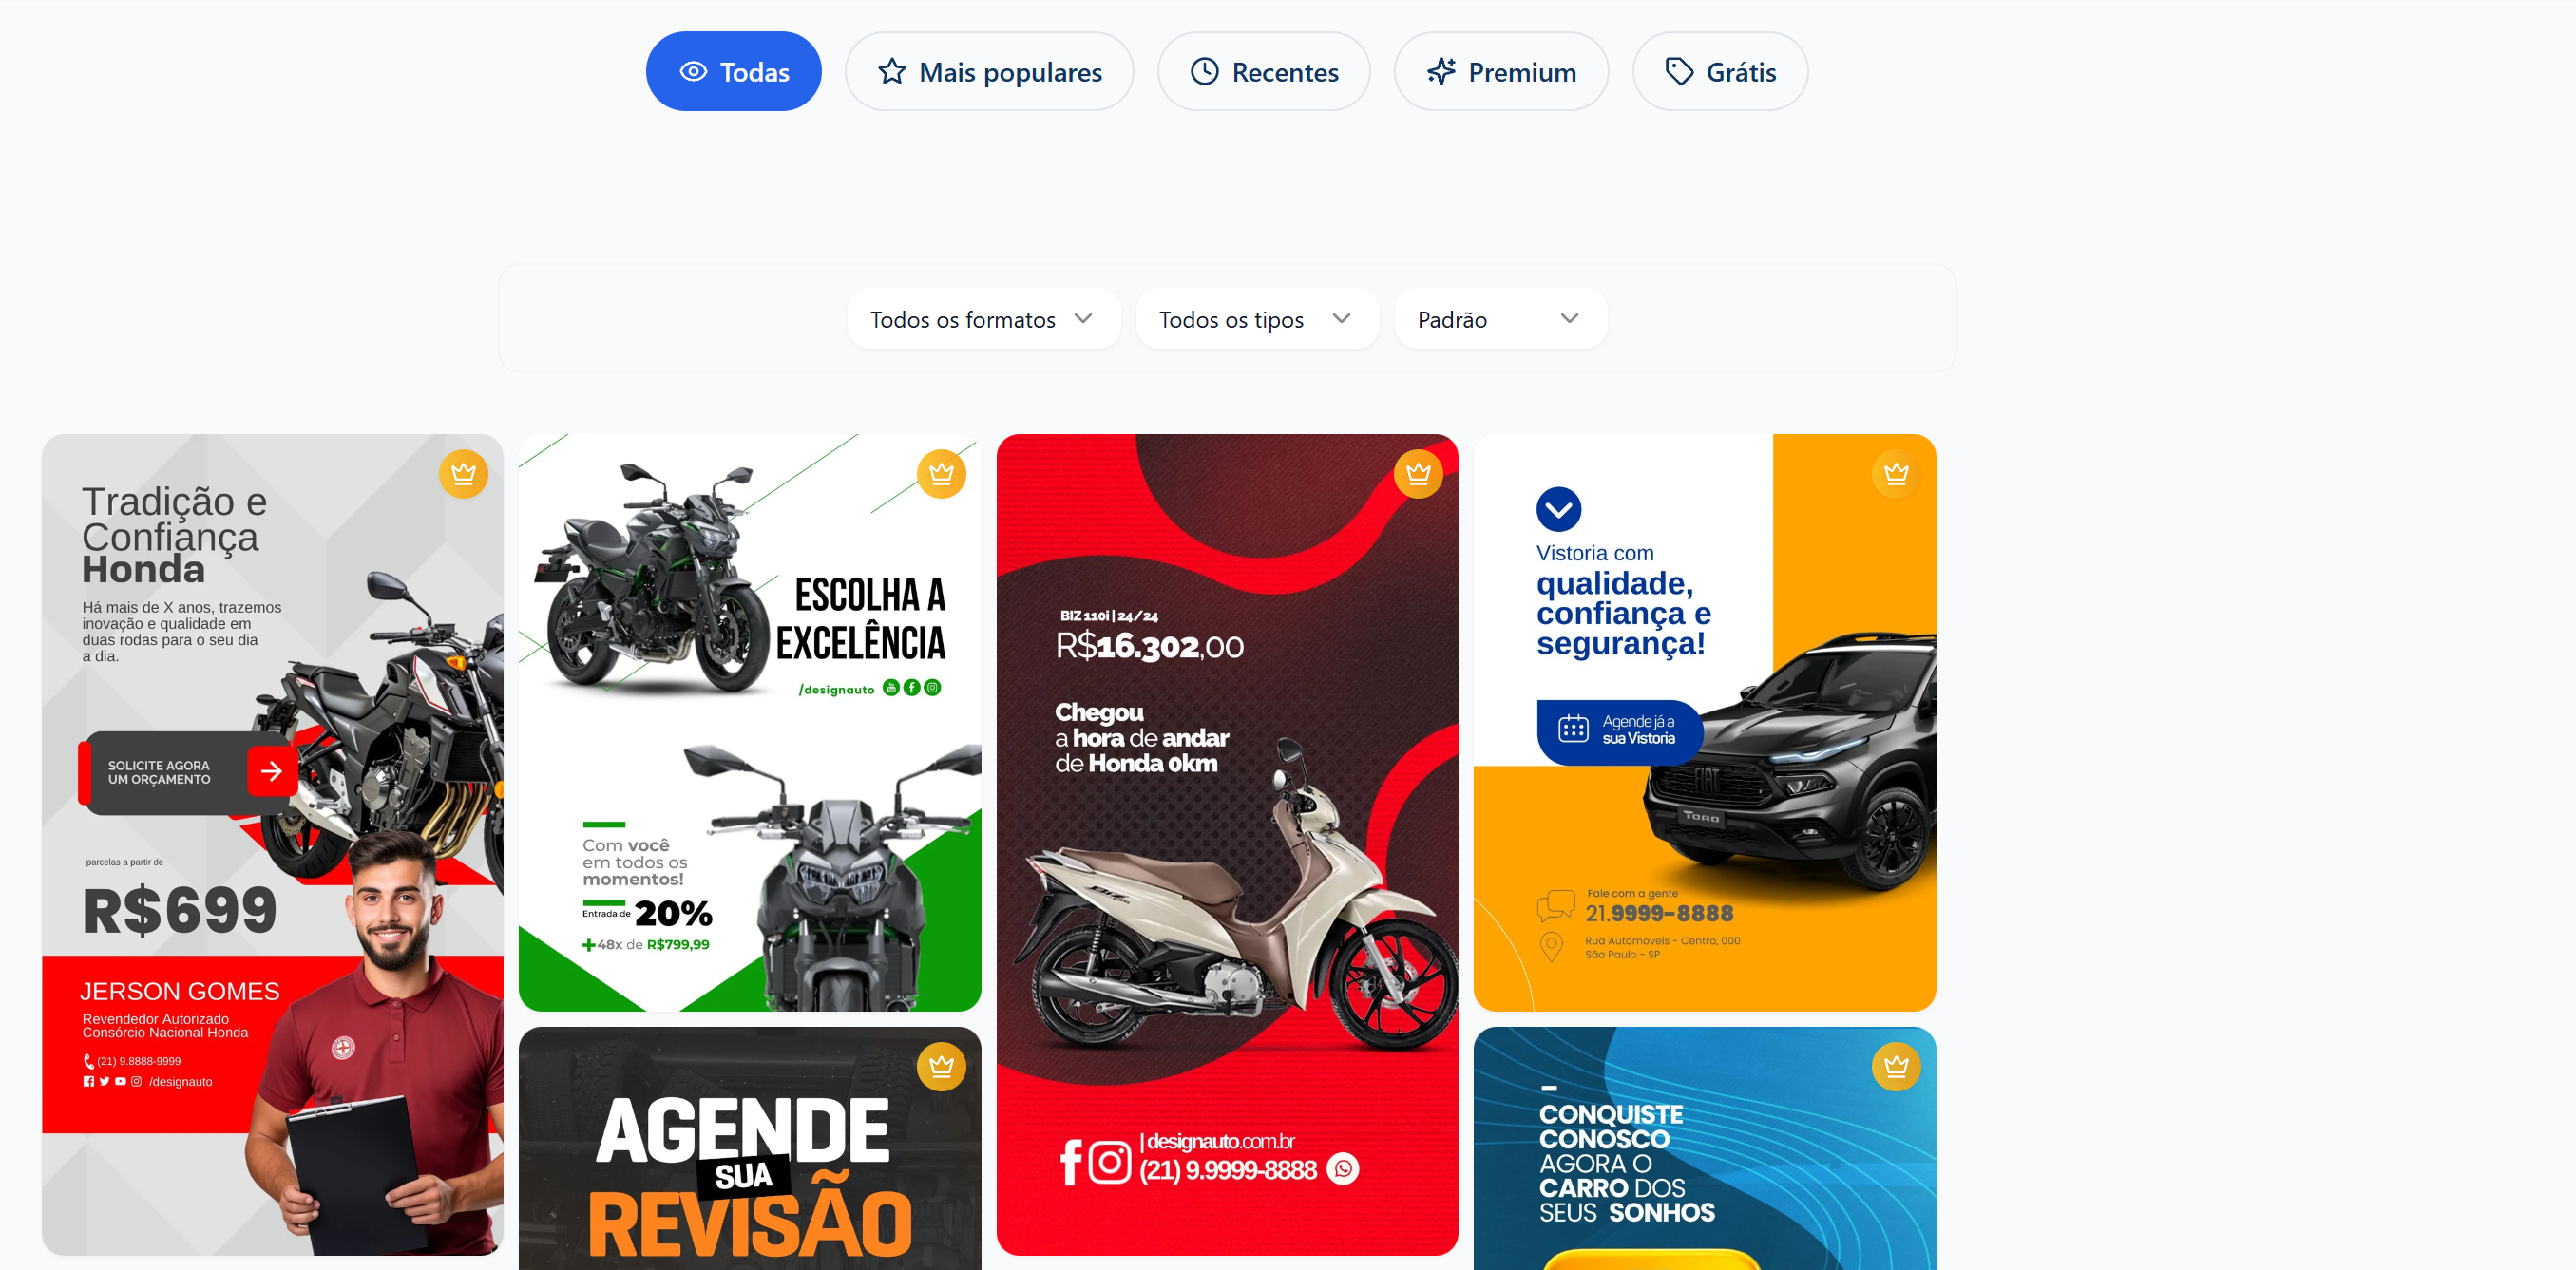 Todas
Mais populares
Recentes
Premium
Grátis
Todos os formatos
Todos os tipos
Padrão
Tradição e
Confiança
Honda
Há mais de X anos, trazemos
inovação e qualidade em
duas rodas para o seu dia
a dia.
SOLICITE AGORA
UM ORÇAMENTO
parcelas a partir de
R$699
JERSON GOMES
Revendedor Autorizado
Consórcio Nacional Honda
(21) 9.8888-9999
/designauto
ESCOLHA A
EXCELÊNCIA
/designauto
Com você
em todos os
momentos!
Entrada de 20%
+48x de R$799,99
AGENDE
SUA
REVISÃO
BIZ 110i | 24/24
R$16.302,00
Chegou
a hora de andar
de Honda 0km
| designauto.com.br
(21) 9.9999-8888
Vistoria com
qualidade,
confiança e
segurança!
Agende já a
sua Vistoria
FIAT
TORO
Fale com a gente
21.9999-8888
Rua Automoveis - Centro, 000
São Paulo - SP
CONQUISTE
CONOSCO
AGORA O
CARRO DOS
SEUS SONHOS